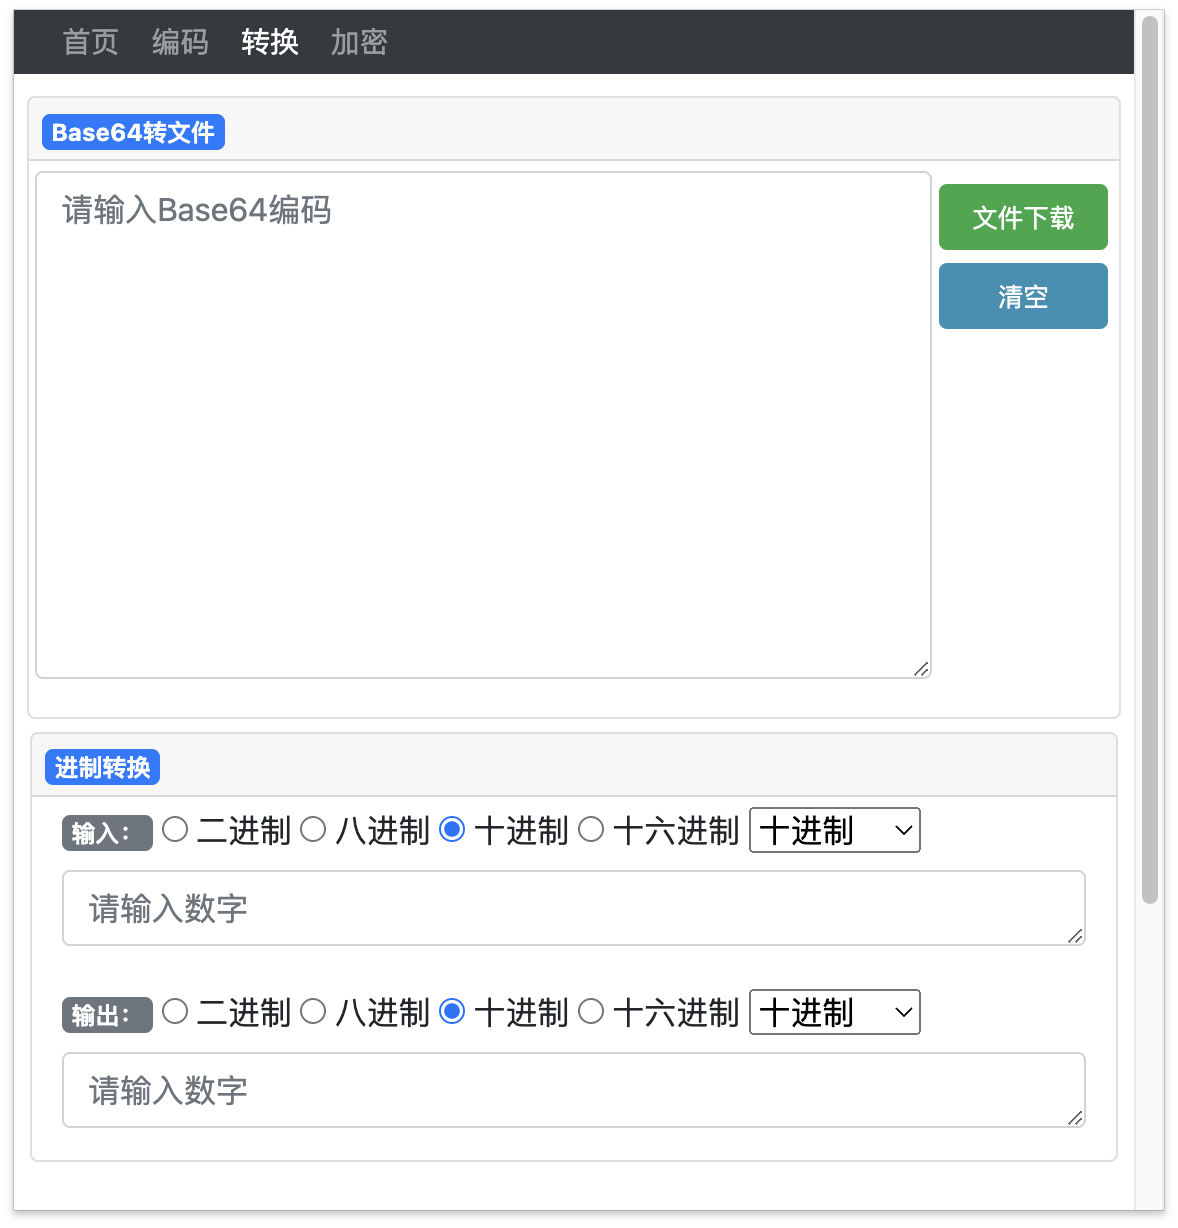 首页 编码 转换 加密
Base64转文件
请输入Base64编码
文件下载
清空
进制转换
输入： 二进制 八进制 十进制 十六进制 十进制
请输入数字
输出： 二进制 八进制 十进制 十六进制 十进制
请输入数字